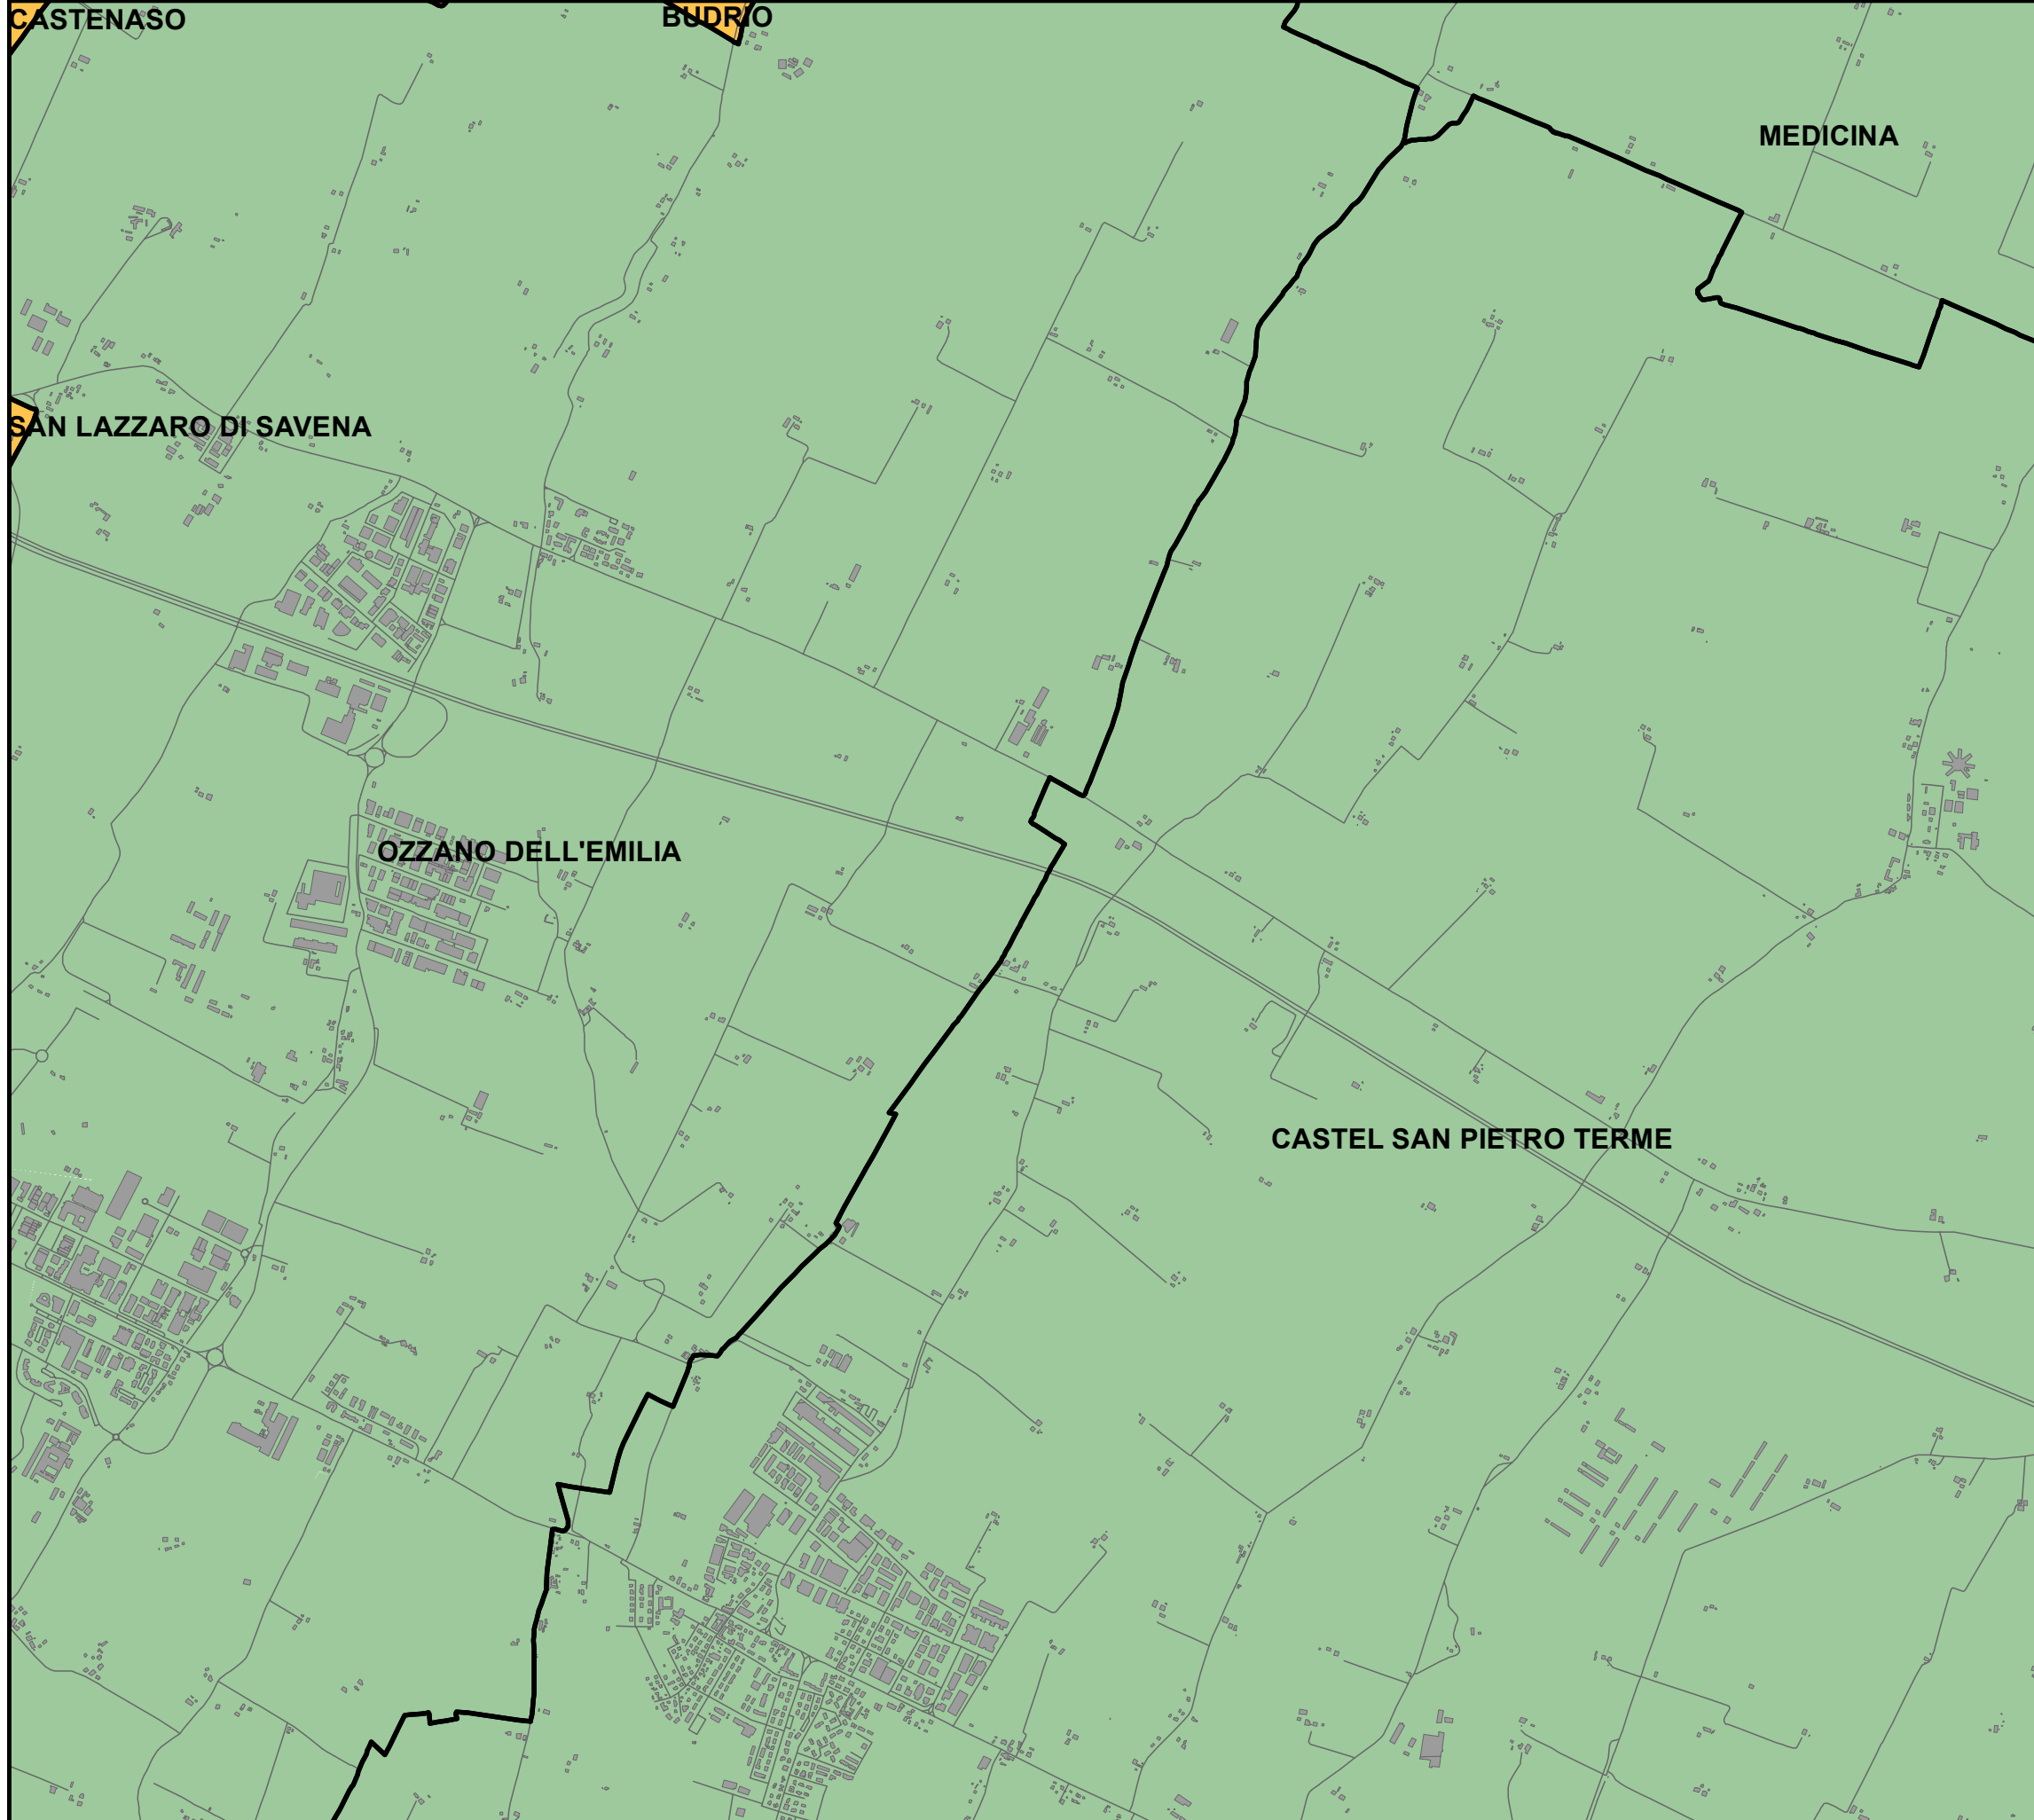 CASTENASO
BUDRIO
MEDICINA
SAN LAZZARO DI SAVENA
OZZANO DELL'EMILIA
CASTEL SAN PIETRO TERME